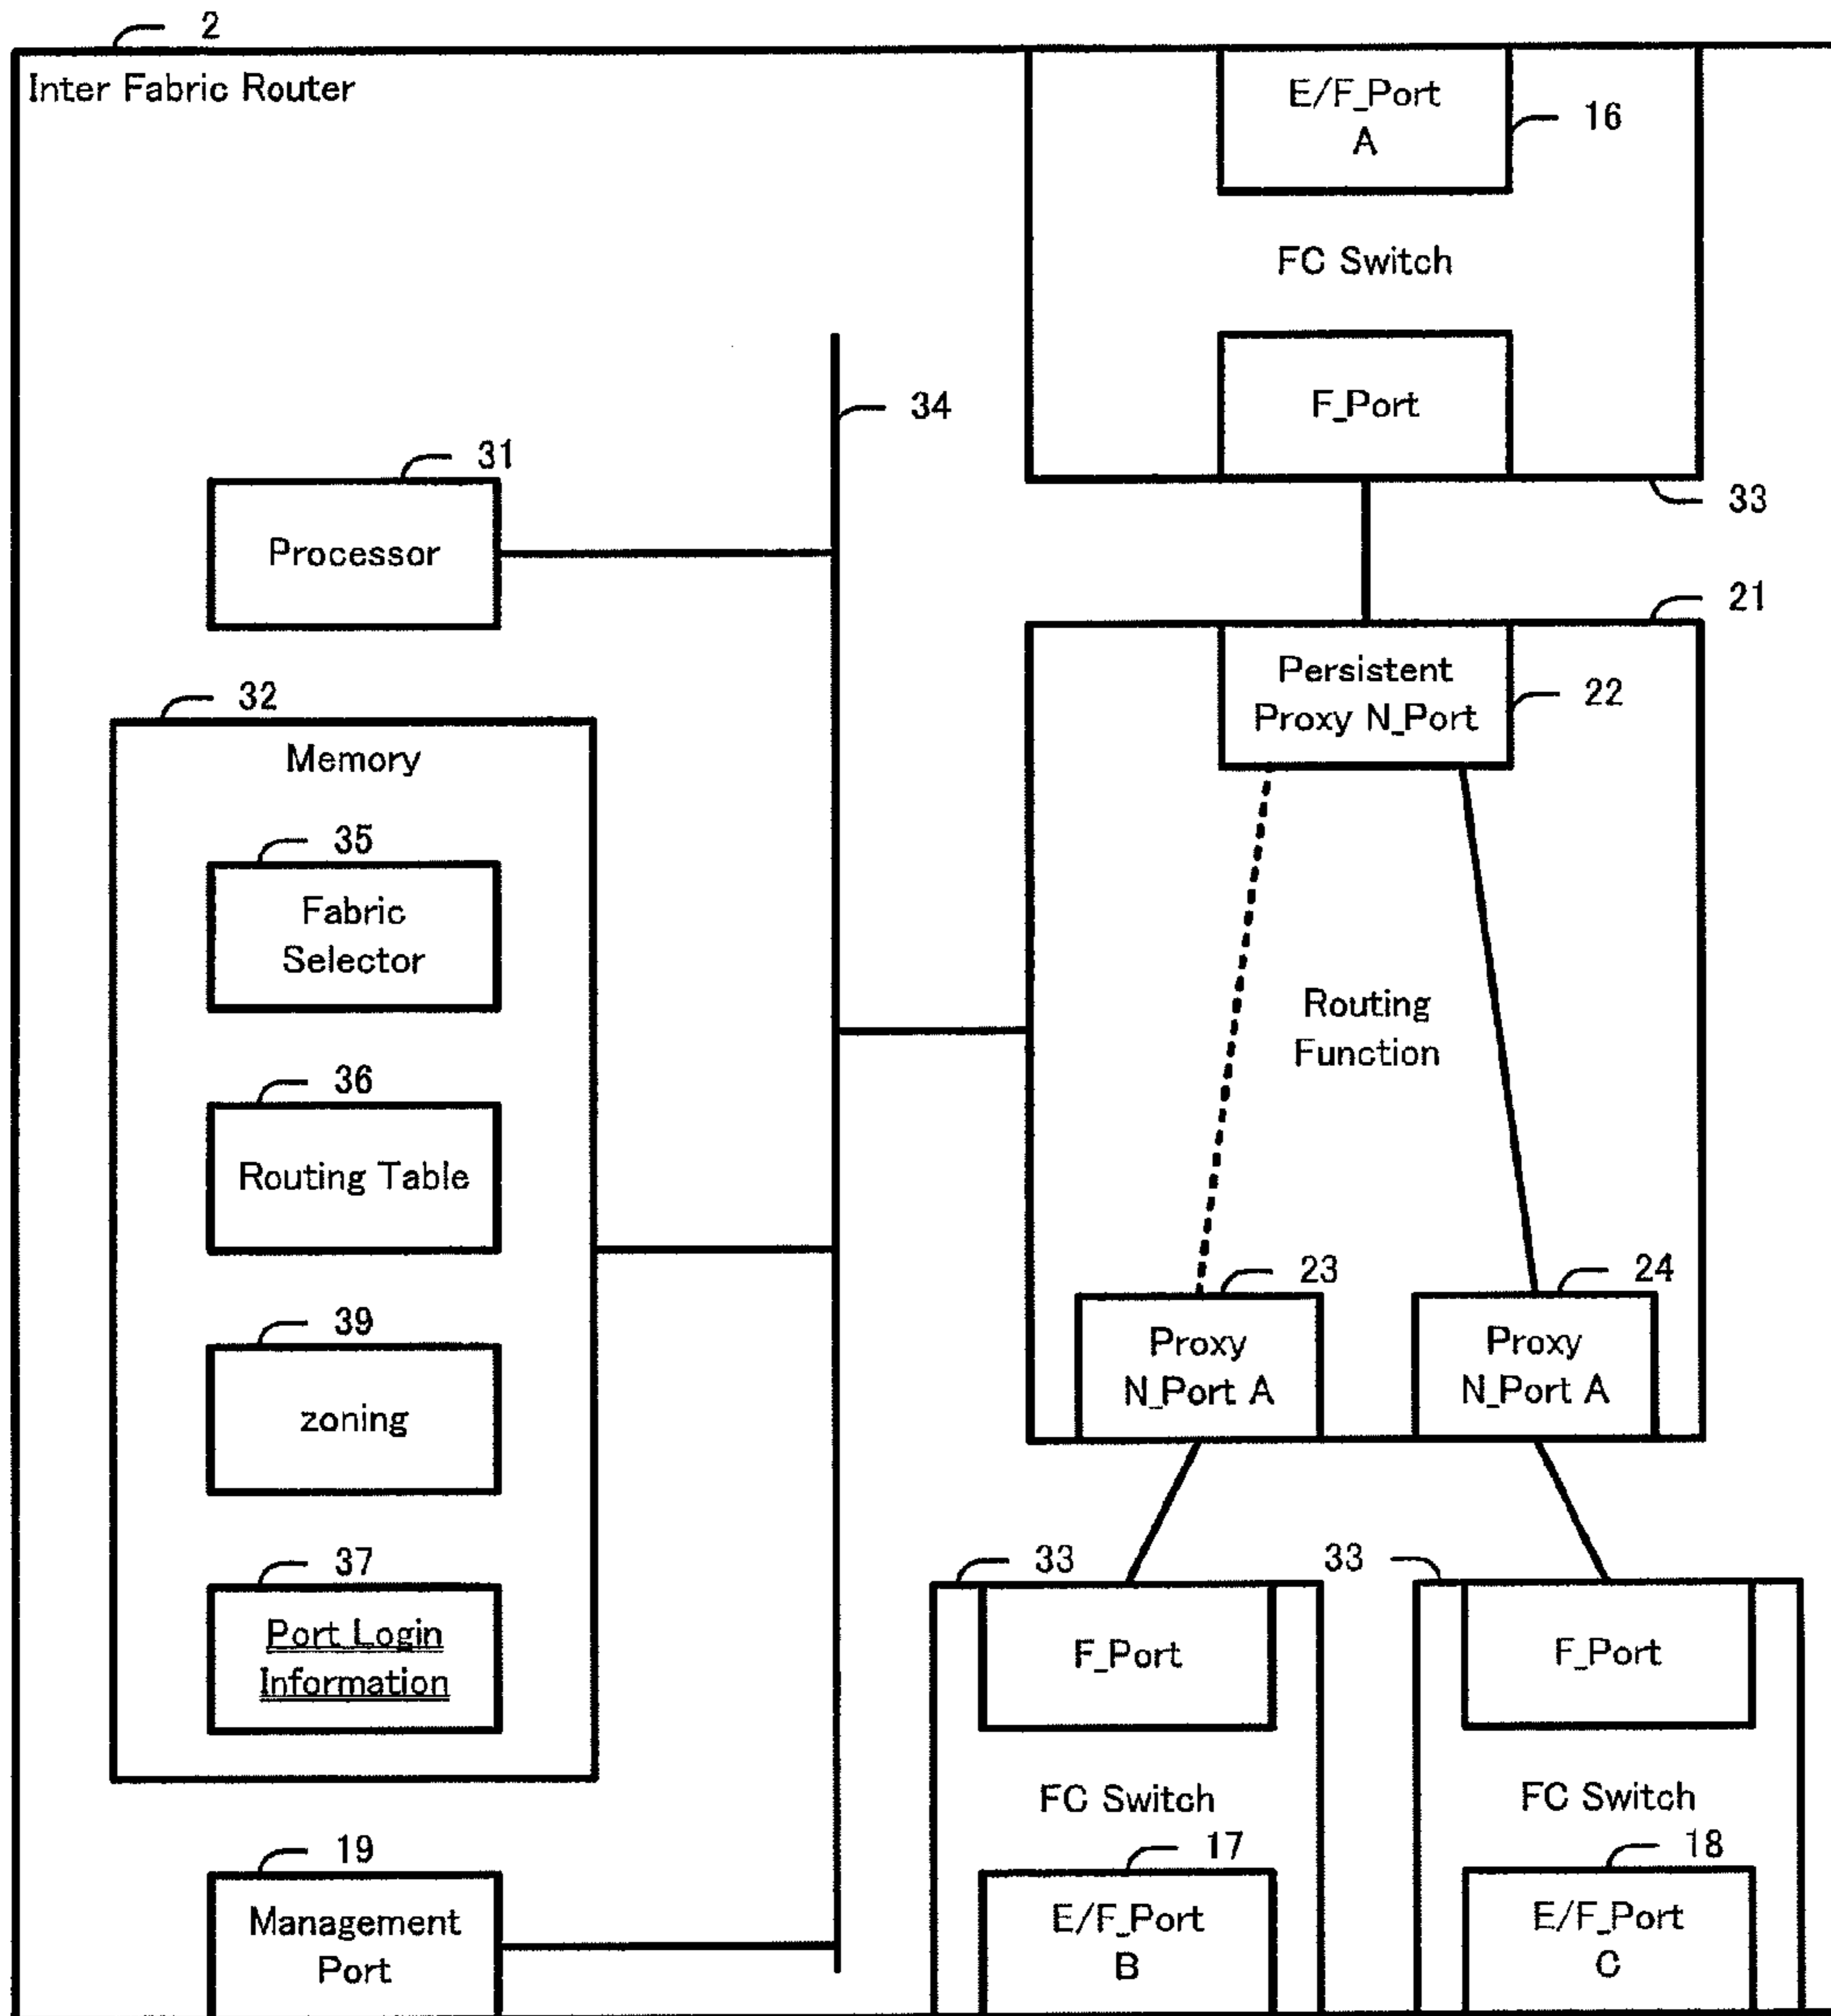 2
Inter Fabric Router
E/F_Port
A
16
FC Switch
F_Port
33
34
31
Processor
21
Persistent
Proxy N_Port
22
32
Memory
35
Fabric
Selector
Routing
Function
36
Routing Table
23
Proxy
N_Port A
24
Proxy
N_Port A
39
zoning
37
Port Login
Information
33
F_Port
FC Switch
17
E/F_Port
B
33
F_Port
FC Switch
18
E/F_Port
C
19
Management
Port